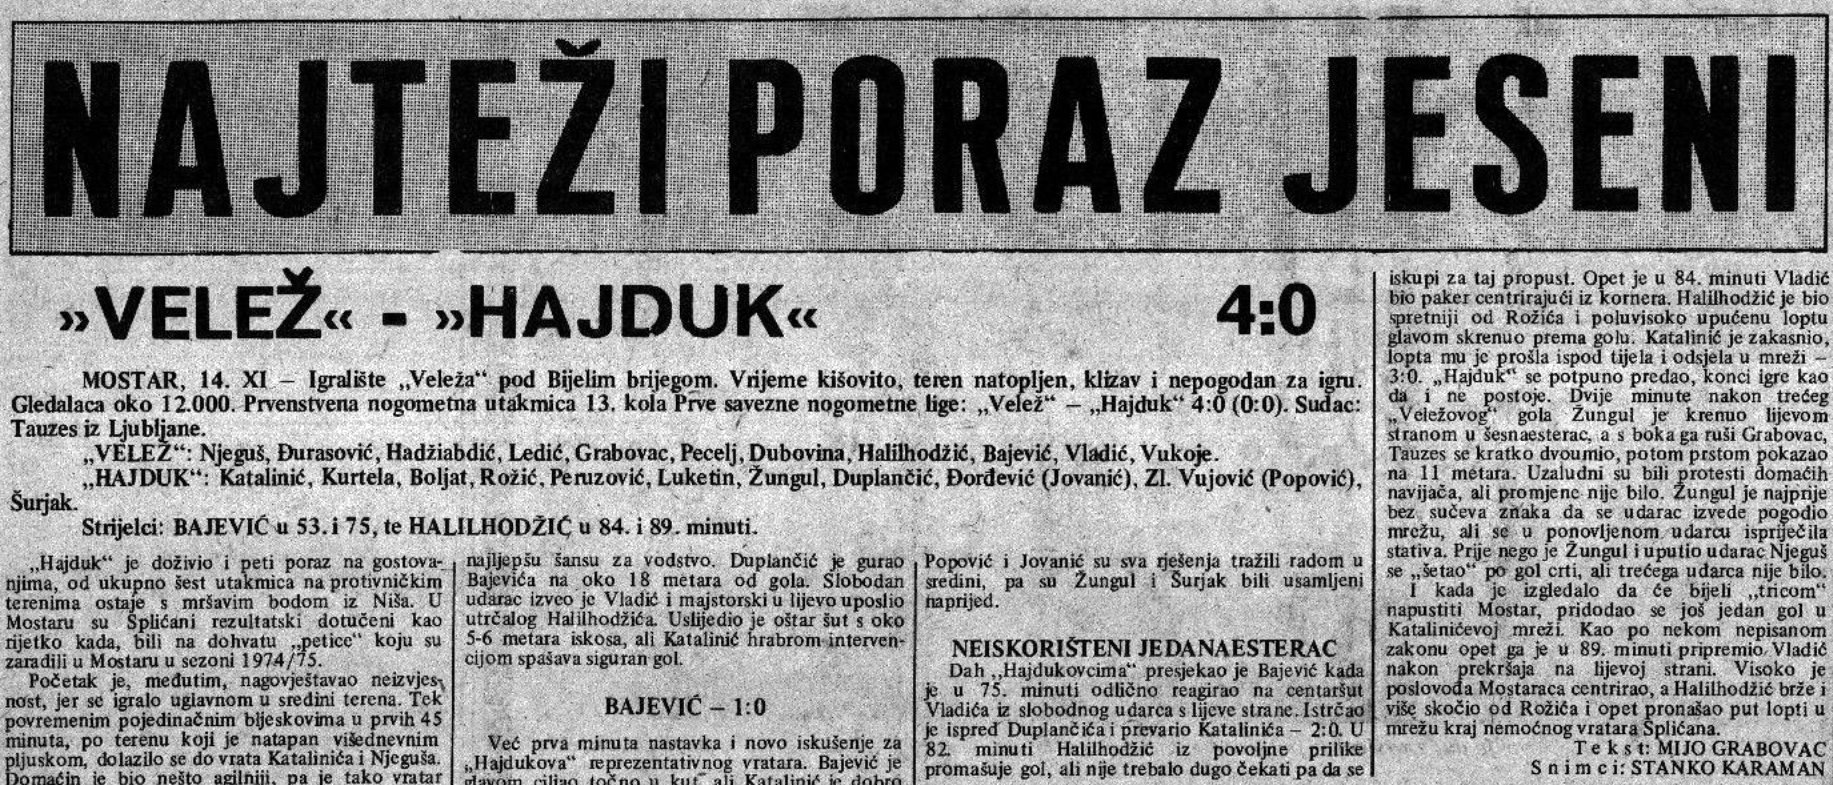 NAJTEŽI PORAZ JESENI
»VELEŽ« - »HAJDUK« 4:0
MOSTAR, 14. XI — Igralište „Veleža“ pod Bijelim brijegom. Vrijeme kišovito, teren natopljen, klizav i nepogodan za igru.
Gledalaca oko 12.000. Prvenstvena nogometna utakmica 13. kola Prve savezne nogometne lige: „Velež“ — „Hajduk“ 4:0 (0:0). Sudac:
Tauzes iz Ljubljane.
„VELEŽ“: Njeguš, Đurasović, Hadžiabdić, Ledić, Grabovac, Pecelj, Dubovina, Halilhodžić, Bajević, Vladić, Vukoje.
„HAJDUK“: Katalinić, Kurtela, Boljat, Rožić, Peruzović, Luketin, Žungul, Duplančić, Đorđević (Jovanić), Zl. Vujović (Popović),
Šurjak.
Strijelci: BAJEVIĆ u 53. i 75, te HALILHODŽIĆ u 84. i 89. minuti.
„Hajduk“ je doživio i peti poraz na gostova-
njima, od ukupno šest utakmica na protivničkim
terenima ostaje s mršavim bodom iz Niša. U
Mostaru su Splićani rezultatski dotučeni kao
rijetko kada, bili na dohvatu „petice“ koju su
zaradili u Mostaru u sezoni 1974/75.
Početak je, međutim, nagovještavao neizvjes-
nost, jer se igralo uglavnom u sredini terena. Tek
povremenim pojedinačnim bljeskovima u prvih 45
minuta, po terenu koji je natapan višednevnim
pljuskom, dolazilo se do vrata Katalinića i Njeguša.
Domaćin je bio nešto agilniji, pa je tako vratar
najljepšu šansu za vodstvo. Duplančić je gurao
Bajevića na oko 18 metara od gola. Slobodan
udarac izveo je Vladić i majstorski u lijevo uposlio
utrčalog Halilhodžića. Uslijedio je oštar šut s oko
5-6 metara iskosa, ali Katalinić hrabrom interven-
cijom spašava siguran gol.
BAJEVIĆ — 1:0
Već prva minuta nastavka i novo iskušenje za
„Hajdukova“ reprezentativnog vratara. Bajević je
glavom ciljao točno u kut, ali Katalinić je dobro
Popović i Jovanić su sva rješenja tražili radom u
sredini, pa su Žungul i Šurjak bili usamljeni
naprijed.
NEISKORIŠTENI JEDANAESTERAC
Dah „Hajdukovcima“ presjekao je Bajević kada
je u 75. minuti odlično reagirao na centaršut
Vladića iz slobodnog udarca s lijeve strane. Istrčao
je ispred Duplančića i prevario Katalinića — 2:0. U
82. minuti Halilhodžić iz povoljne prilike
promašuje gol, ali nije trebalo dugo čekati pa da se
iskupi za taj propust. Opet je u 84. minuti Vladić
bio paker centrirajući iz kornera. Halilhodžić je bio
spretniji od Rožića i poluvisoko upućenu loptu
glavom skrenuo prema golu. Katalinić je zakasnio,
lopta mu je prošla ispod tijela i odsjela u mreži —
3:0. „Hajduk“ se potpuno predao, konci igre kao
da i ne postoje. Dvije minute nakon trećeg
„Veležovog“ gola Žungul je krenuo lijevom
stranom u šesnaesterac, a s boka ga ruši Grabovac,
Tauzes se kratko dvoumio, potom prstom pokazao
na 11 metara. Uzaludni su bili protesti domaćih
navijača, ali promjene nije bilo. Žungul je najprije
bez sučeva znaka da se udarac izvede pogodio
mrežu, ali se u ponovljenom udarcu ispriječila
stativa. Prije nego je Žungul i uputio udarac Njeguš
se „šetao“ po gol crti, ali trećega udarca nije bilo.
I kada je izgledalo da će bijeli „tricom“
napustiti Mostar, pridodao se još jedan gol u
Katalinićevoj mreži. Kao po nekom nepisanom
zakonu opet ga je u 89. minuti pripremio Vladić
nakon prekršaja na lijevoj strani. Visoko je
poslovođa Mostaraca centrirao, a Halilhodžić brže i
više skočio od Rožića i opet pronašao put lopti u
mrežu kraj nemoćnog vratara Splićana.
Tekst: MIJO GRABOVAC
Snimci: STANKO KARAMAN